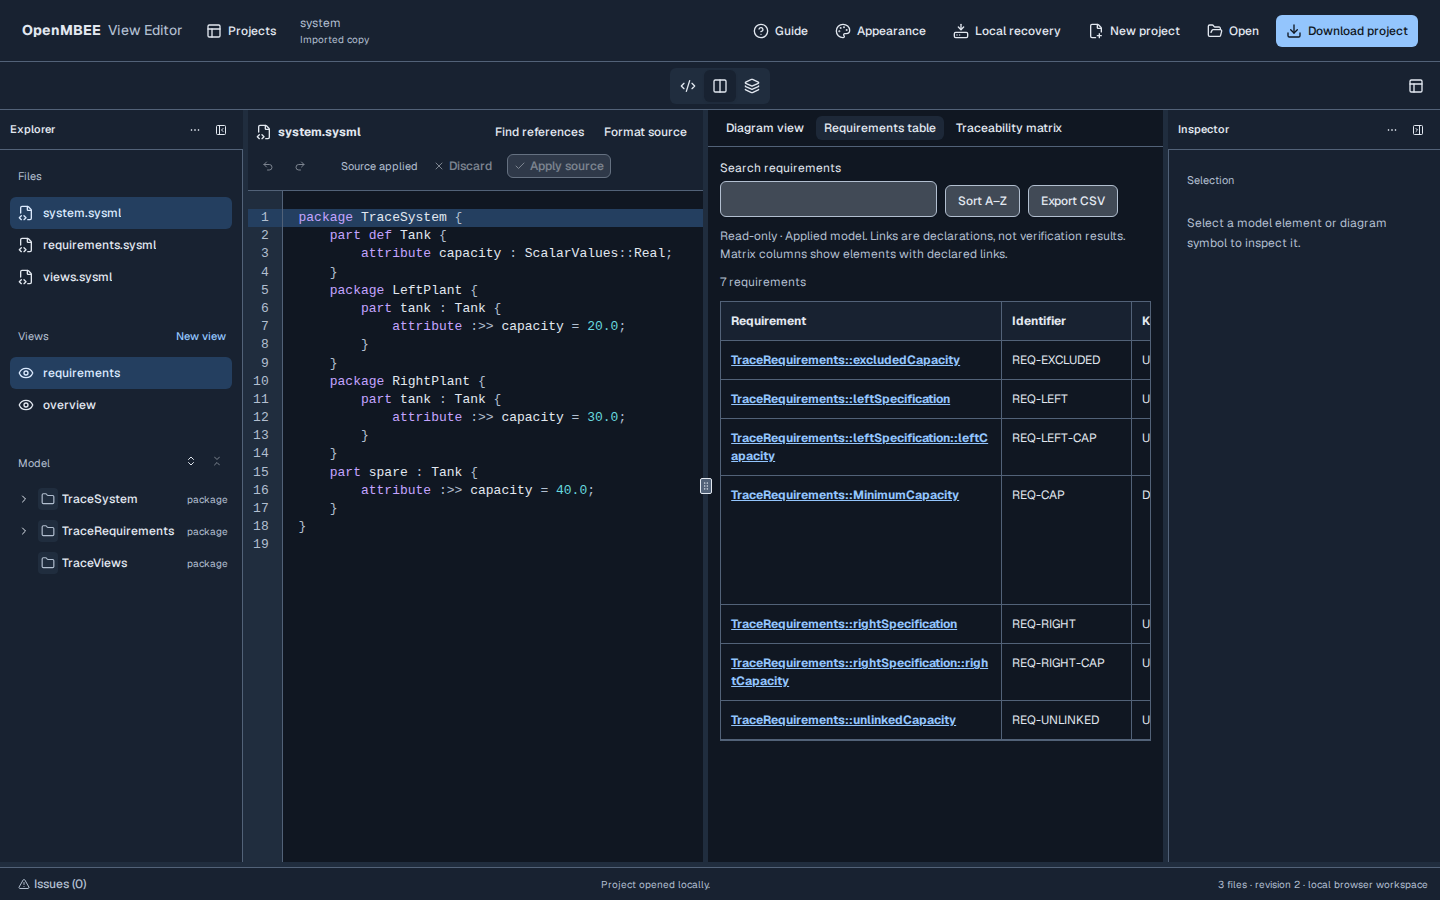 OpenMBEE View Editor
Projects
system
Imported copy
Guide
Appearance
Local recovery
New project
Open
Download project
Explorer
Files
system.sysml
requirements.sysml
views.sysml
Views
New view
requirements
overview
Model
TraceSystem package
TraceRequirements package
TraceViews package
system.sysml
Find references
Format source
Source applied
Discard
Apply source
1 package TraceSystem {
2 part def Tank {
3 attribute capacity : ScalarValues::Real;
4 }
5 package LeftPlant {
6 part tank : Tank {
7 attribute :>> capacity = 20.0;
8 }
9 }
10 package RightPlant {
11 part tank : Tank {
12 attribute :>> capacity = 30.0;
13 }
14 }
15 part spare : Tank {
16 attribute :>> capacity = 40.0;
17 }
18 }
19
Diagram view
Requirements table
Traceability matrix
Search requirements
Sort A–Z
Export CSV
Read-only · Applied model. Links are declarations, not verification results.
Matrix columns show elements with declared links.
7 requirements
Requirement Identifier K
TraceRequirements::excludedCapacity REQ-EXCLUDED U
TraceRequirements::leftSpecification REQ-LEFT U
TraceRequirements::leftSpecification::leftC REQ-LEFT-CAP U
apacity
TraceRequirements::MinimumCapacity REQ-CAP D
TraceRequirements::rightSpecification REQ-RIGHT U
TraceRequirements::rightSpecification::righ REQ-RIGHT-CAP U
tCapacity
TraceRequirements::unlinkedCapacity REQ-UNLINKED U
Inspector
Selection
Select a model element or diagram
symbol to inspect it.
Issues (0)
Project opened locally.
3 files · revision 2 · local browser workspace